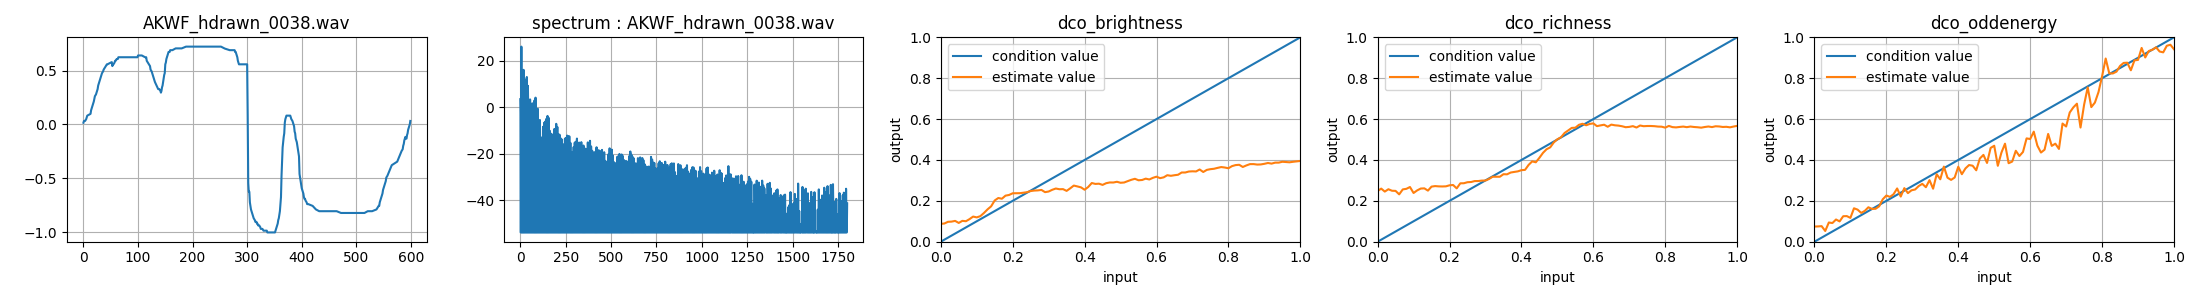 AKWF_hdrawn_0038.wav
0.5
0.0
−0.5
−1.0
0 100 200 300 400 500 600
spectrum : AKWF_hdrawn_0038.wav
20
0
−20
−40
0 250 500 750 1000 1250 1500 1750
dco_brightness
condition value
estimate value
output
1.0
0.8
0.6
0.4
0.2
0.0
0.0 0.2 0.4 0.6 0.8 1.0
input
dco_richness
condition value
estimate value
output
1.0
0.8
0.6
0.4
0.2
0.0
0.0 0.2 0.4 0.6 0.8 1.0
input
dco_oddenergy
condition value
estimate value
output
1.0
0.8
0.6
0.4
0.2
0.0
0.0 0.2 0.4 0.6 0.8 1.0
input